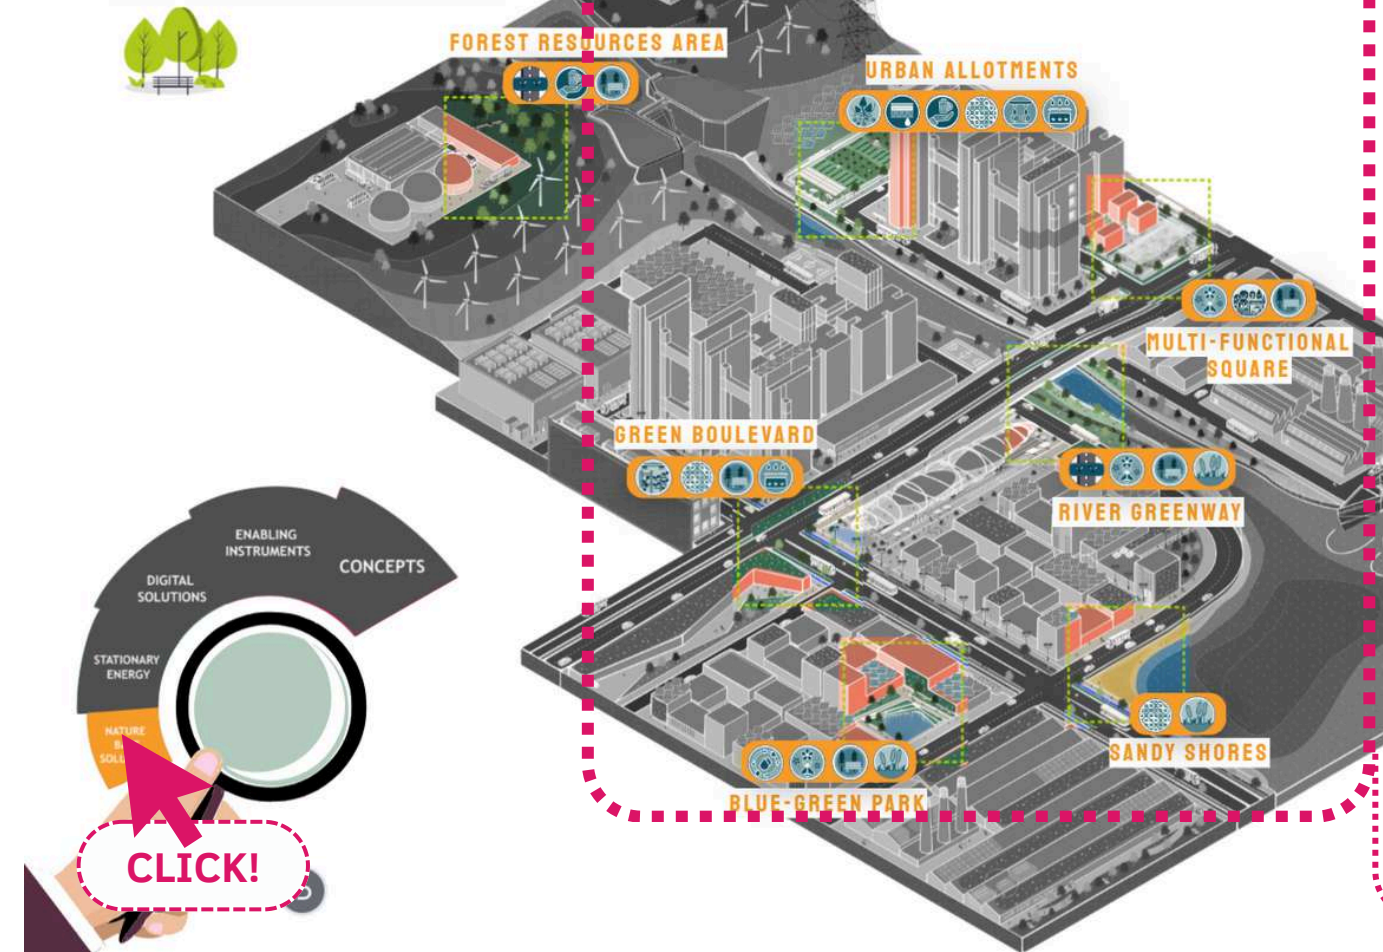 FOREST RESOURCES AREA
URBAN ALLOTMENTS
MULTI-FUNCTIONAL
SQUARE
GREEN BOULEVARD
RIVER GREENWAY
SANDY SHORES
BLUE-GREEN PARK
ENABLING
INSTRUMENTS
CONCEPTS
DIGITAL
SOLUTIONS
STATIONARY
ENERGY
NATURE
CLICK!